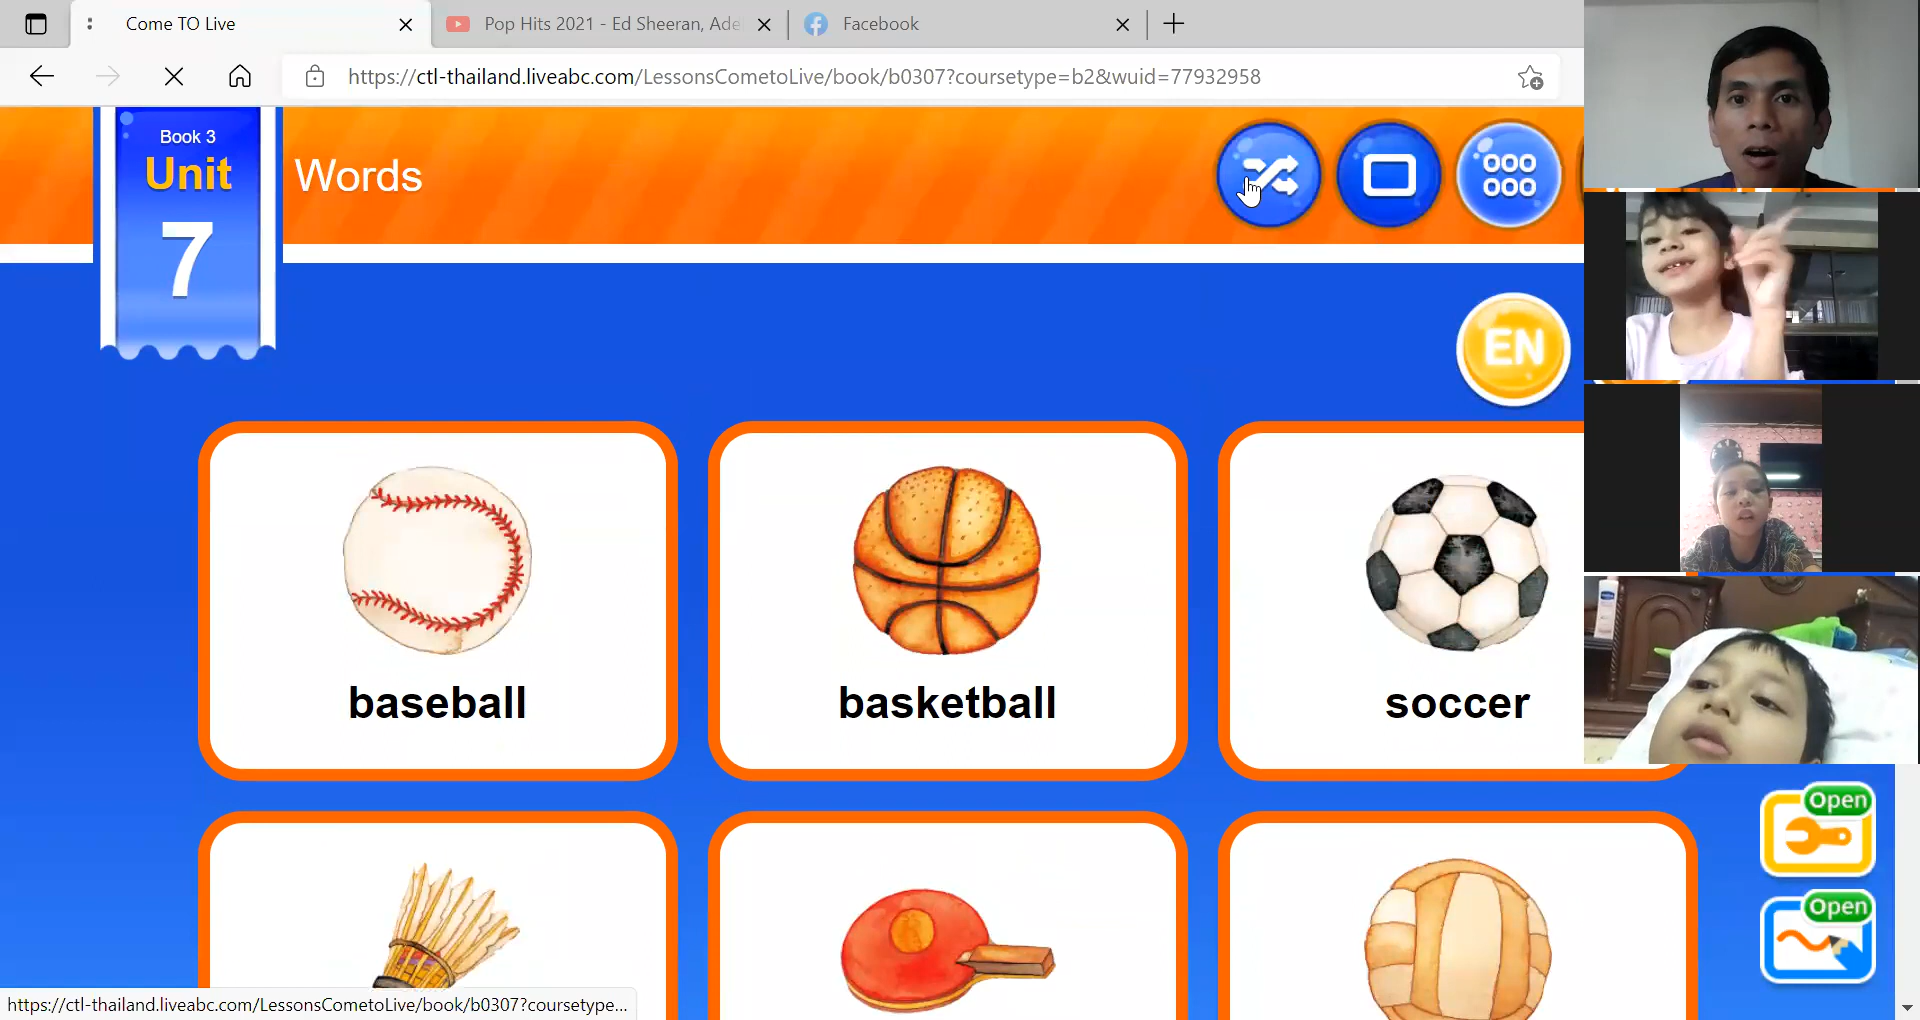 Come TO Live
Pop Hits 2021 - Ed Sheeran, Ade
Facebook
https://ctl-thailand.liveabc.com/LessonsCometoLive/book/b0307?coursetype=b2&wuid=77932958
Book 3
Unit
7
Words
EN
baseball
basketball
soccer
Open
Open
https://ctl-thailand.liveabc.com/LessonsCometoLive/book/b0307?coursetype...